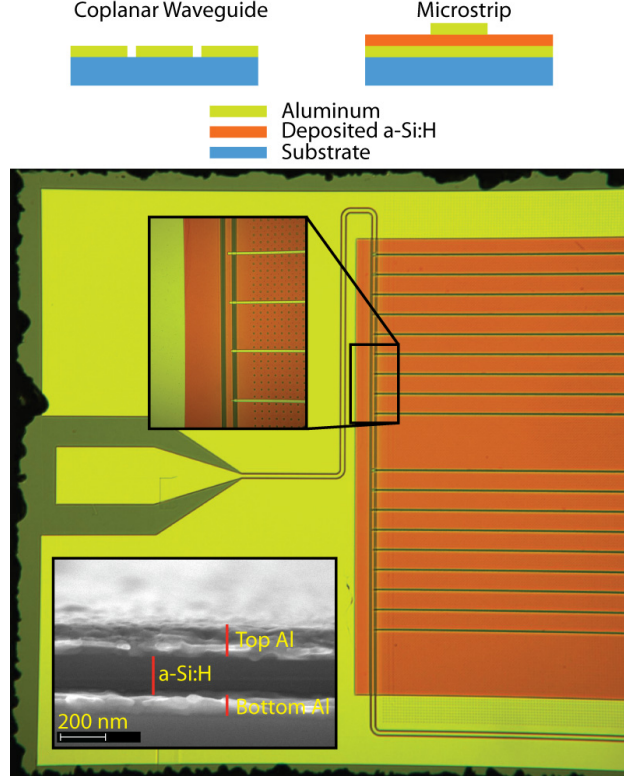 Coplanar Waveguide
Microstrip
Aluminum
Deposited a-Si:H
Substrate
Top Al
a-Si:H
Bottom Al
200 nm